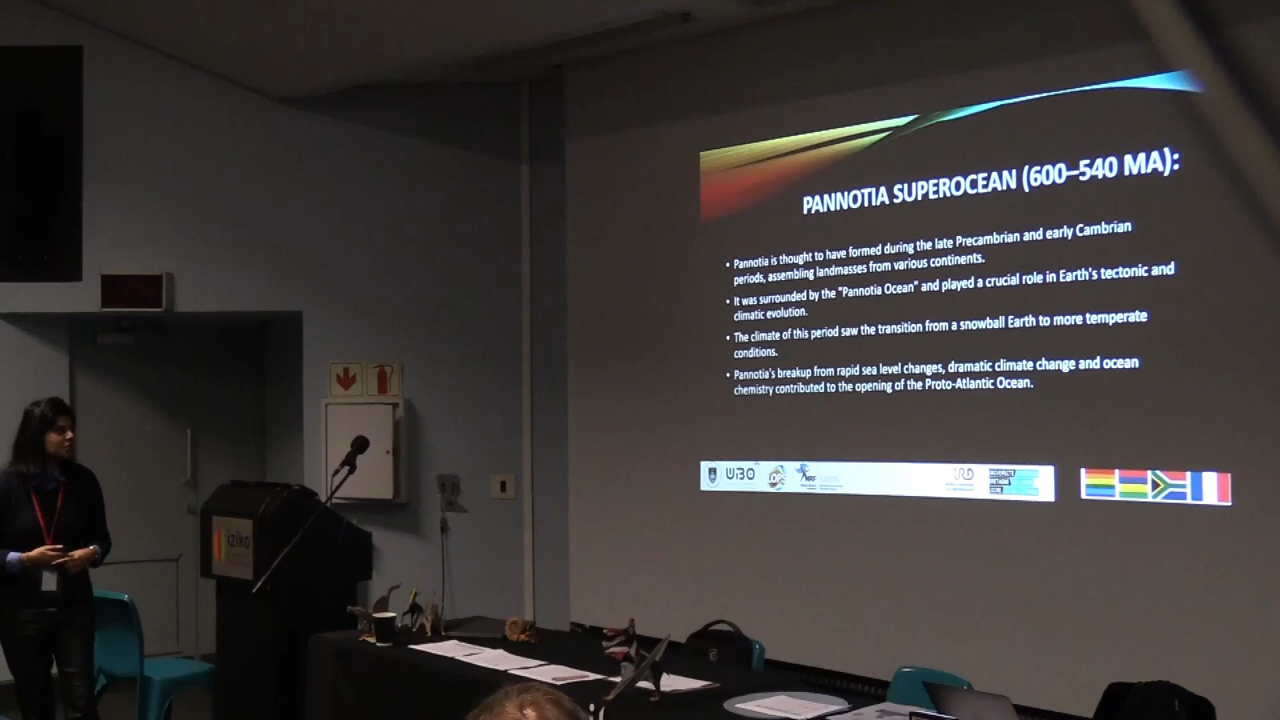 PANNOTIA SUPEROCEAN (600–540 MA):
• Pannotia is thought to have formed during the late Precambrian and early Cambrian
periods, assembling landmasses from various continents.
• It was surrounded by the "Pannotia Ocean" and played a crucial role in Earth's tectonic and
climatic evolution.
• The climate of this period saw the transition from a snowball Earth to more temperate
conditions.
• Pannotia's breakup from rapid sea level changes, dramatic climate change and ocean
chemistry contributed to the opening of the Proto-Atlantic Ocean.
UBO
NRF
IRD
iziko